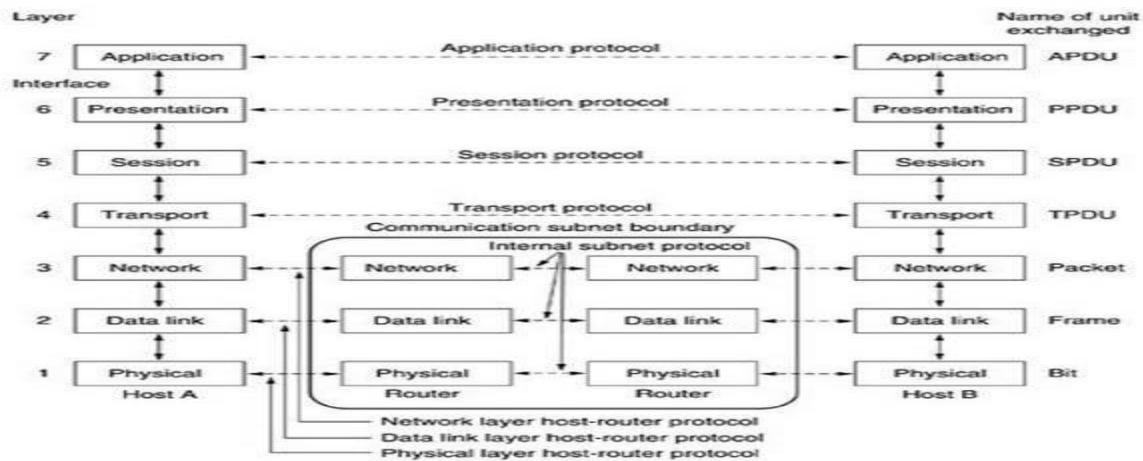 Layer
Name of unit exchanged
7 Application Application protocol Application APDU
Interface
6 Presentation Presentation protocol Presentation PPDU
5 Session Session protocol Session SPDU
4 Transport Transport protocol Transport TPDU
Communication subnet boundary
Internal subnet protocol
3 Network Network Network Network Packet
2 Data link Data link Data link Data link Frame
1 Physical Physical Physical Physical Bit
Host A Router Router Host B
Network layer host-router protocol
Data link layer host-router protocol
Physical layer host-router protocol